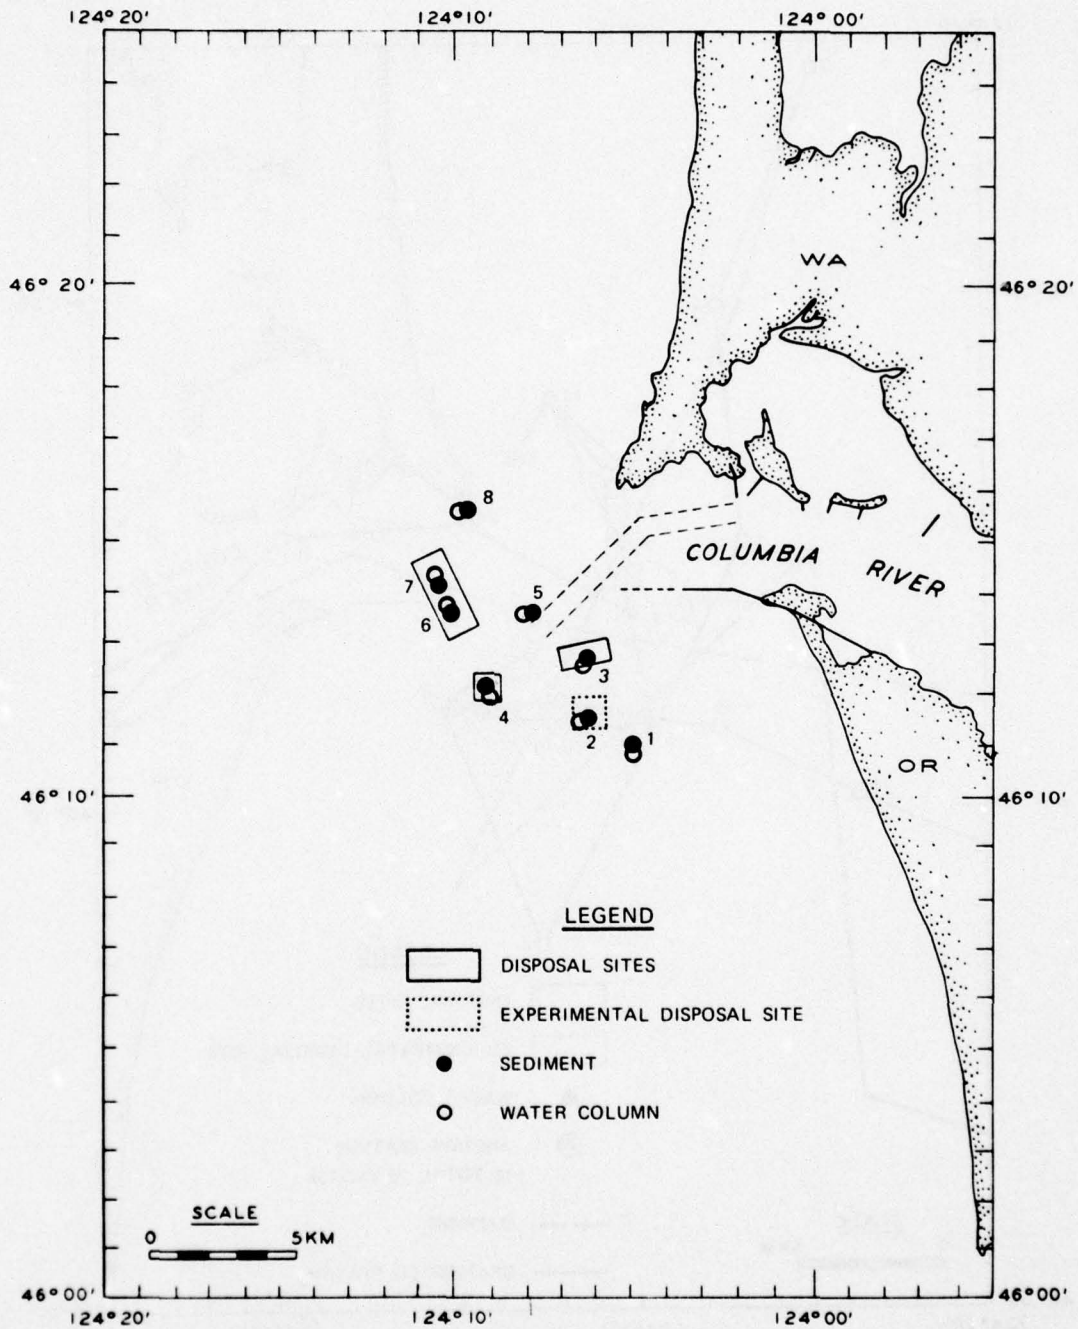 124° 20' 124° 10' 124° 00'
WA
46° 20' 46° 20'
8
COLUMBIA RIVER
7
5
6
3
4
2
1
OR
46° 10' 46° 10'
LEGEND
DISPOSAL SITES
EXPERIMENTAL DISPOSAL SITE
SEDIMENT
WATER COLUMN
SCALE
0 5KM
46° 00' 46° 00'
124° 20' 124° 10' 124° 00'